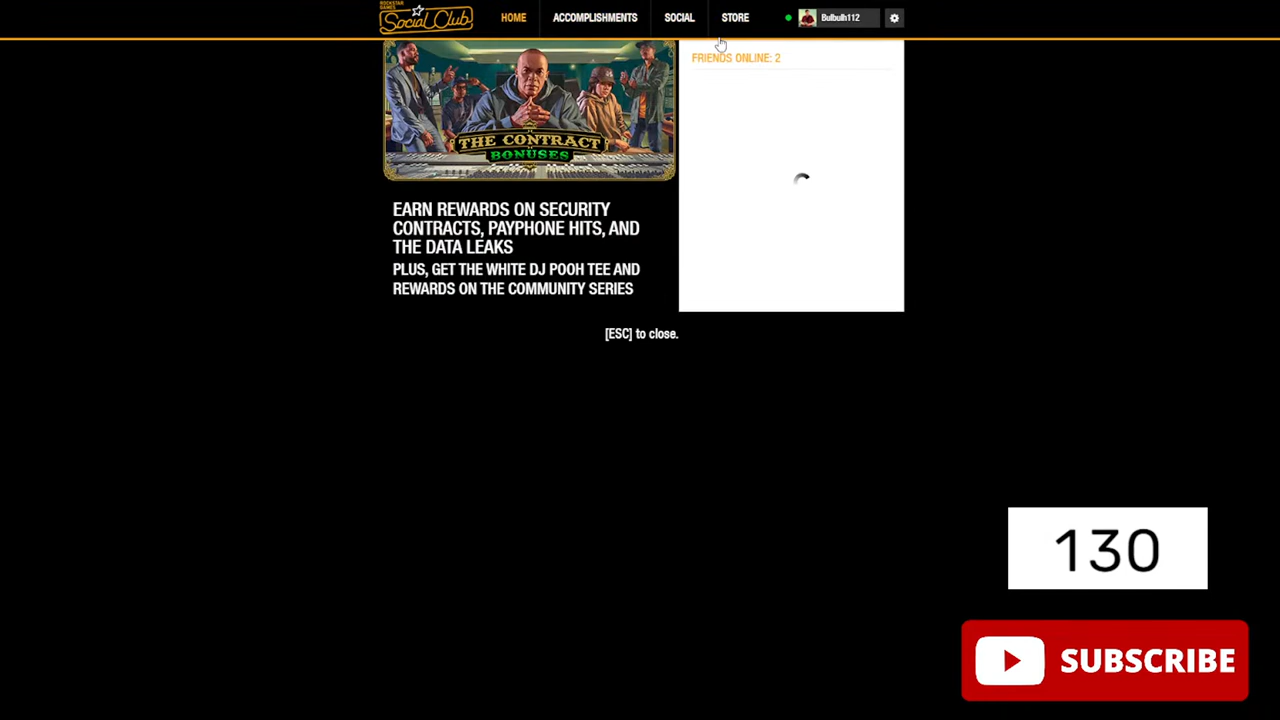 ROCKSTAR
GAMES
Social Club
HOME
ACCOMPLISHMENTS
SOCIAL
STORE
Bulbulh112
FRIENDS ONLINE: 2
THE CONTRACT
BONUSES
EARN REWARDS ON SECURITY
CONTRACTS, PAYPHONE HITS, AND
THE DATA LEAKS
PLUS, GET THE WHITE DJ POOH TEE AND
REWARDS ON THE COMMUNITY SERIES
[ESC] to close.
130
SUBSCRIBE